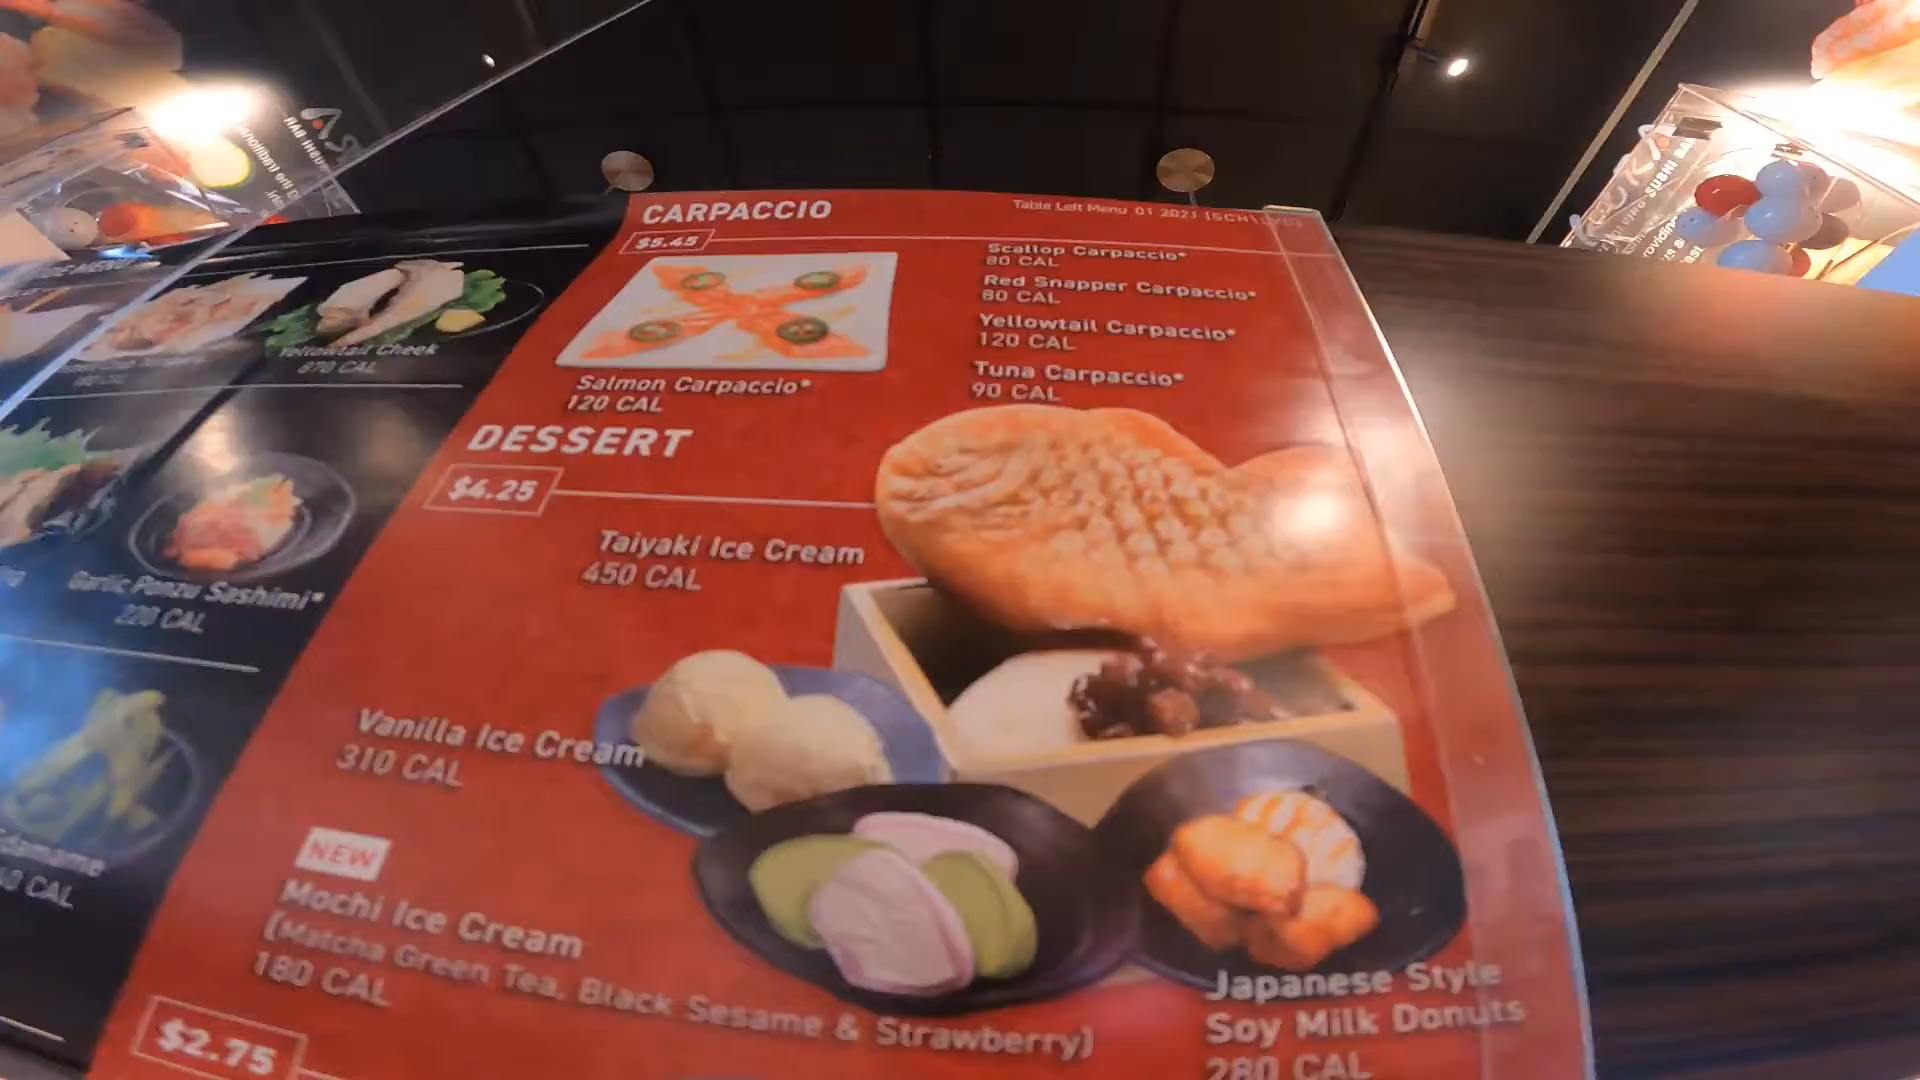 CARPACCIO
Table Left Menu 01 2021
$5.45
Salmon Carpaccio*
120 CAL
Scallop Carpaccio*
80 CAL
Red Snapper Carpaccio*
80 CAL
Yellowtail Carpaccio*
120 CAL
Tuna Carpaccio*
90 CAL
DESSERT
$4.25
Taiyaki Ice Cream
450 CAL
Vanilla Ice Cream
310 CAL
NEW
Mochi Ice Cream
(Matcha Green Tea, Black Sesame & Strawberry)
180 CAL
Japanese Style
Soy Milk Donuts
280 CAL
$2.75
Yellowtail Cheek
870 CAL
Garlic Ponzu Sashimi*
220 CAL
Edamame
CAL
SUSHI BAR